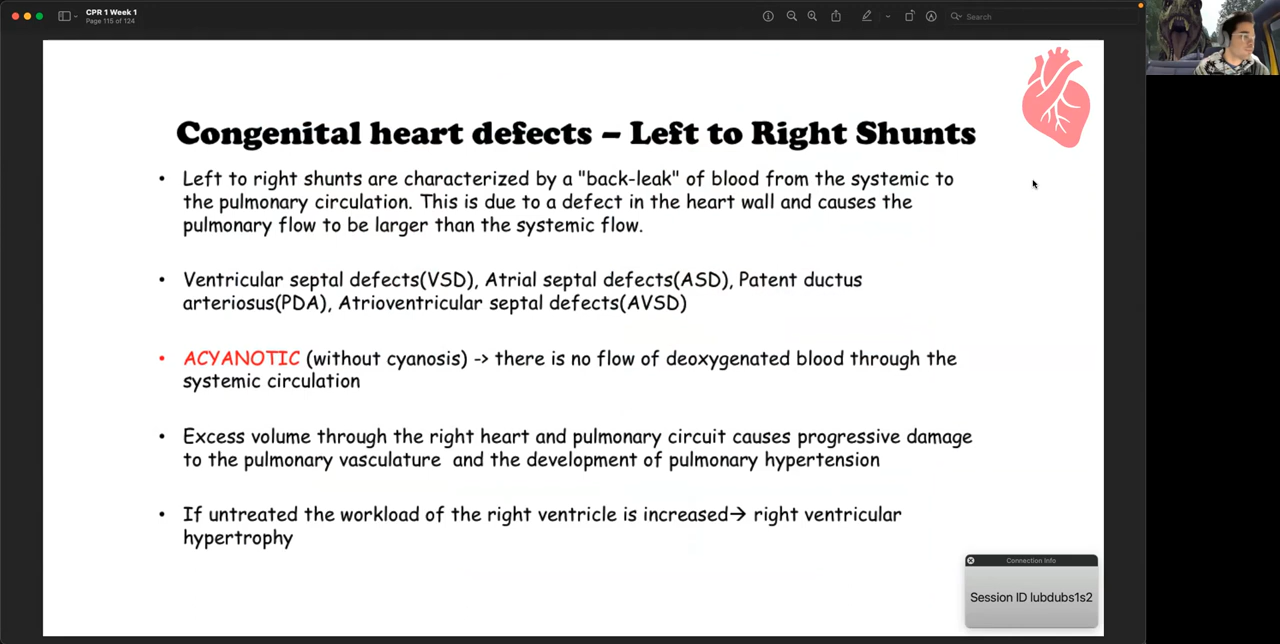 CPR 1 Week 1
Page 115 of 124
Search
Congenital heart defects – Left to Right Shunts
• Left to right shunts are characterized by a "back-leak" of blood from the systemic to
the pulmonary circulation. This is due to a defect in the heart wall and causes the
pulmonary flow to be larger than the systemic flow.
• Ventricular septal defects(VSD), Atrial septal defects(ASD), Patent ductus
arteriosus(PDA), Atrioventricular septal defects(AVSD)
• ACYANOTIC (without cyanosis) -> there is no flow of deoxygenated blood through the
systemic circulation
• Excess volume through the right heart and pulmonary circuit causes progressive damage
to the pulmonary vasculature and the development of pulmonary hypertension
• If untreated the workload of the right ventricle is increased→ right ventricular
hypertrophy
Connection Info
Session ID lubdubs1s2